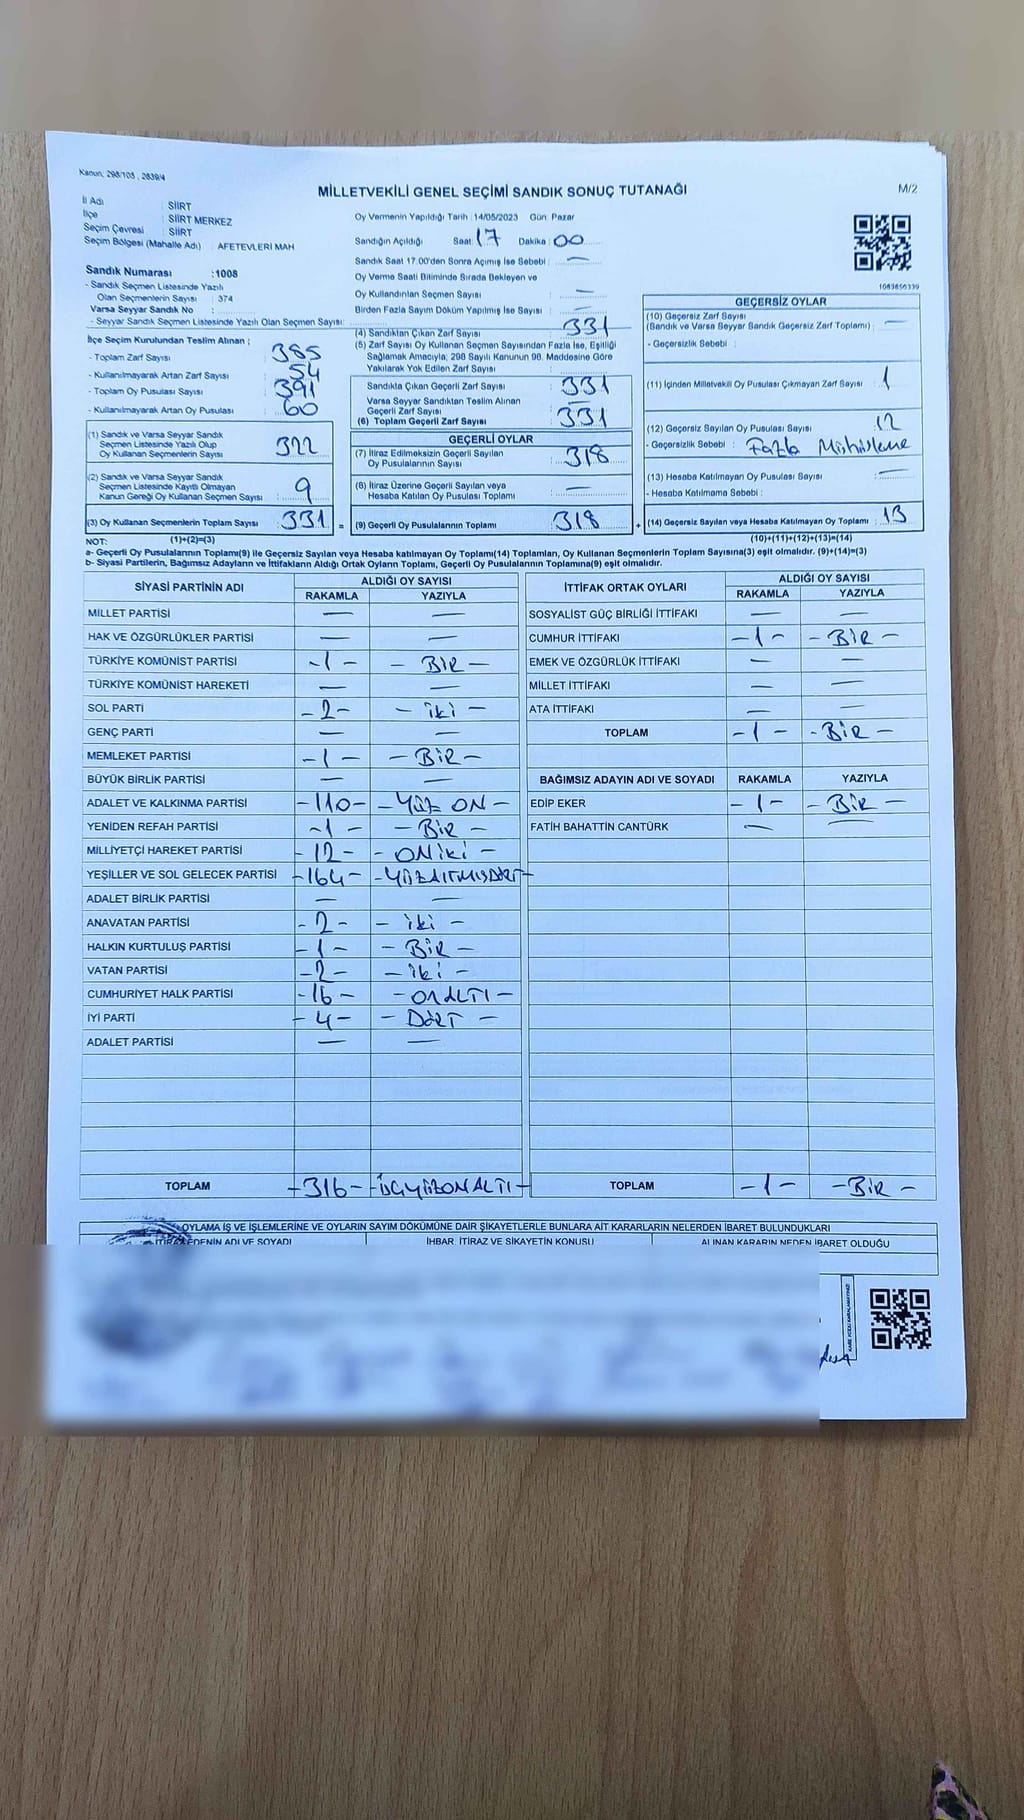 Kanun, 298/105 , 2839/4
MİLLETVEKİLİ GENEL SEÇİMİ SANDIK SONUÇ TUTANAĞI
M/2
İl Adı : SİİRT
İlçe : SİİRT MERKEZ
Seçim Çevresi : SİİRT
Seçim Bölgesi (Mahalle Adı) : AFETEVLERİ MAH
Sandık Numarası :1008
- Sandık Seçmen Listesinde Yazılı
Olan Seçmenlerin Sayısı : 374
Varsa Seyyar Sandık No :
- Seyyar Sandık Seçmen Listesinde Yazılı Olan Seçmen Sayısı:
Oy Vermenin Yapıldığı Tarih :14/05/2023 Gün: Pazar
Sandığın Açıldığı Saat: 17 Dakika: 00
Sandık Saat 17.00'den Sonra Açımış İse Sebebi : —
Oy Verme Saati Bitiminde Sırada Bekleyen ve
Oy Kullandırılan Seçmen Sayısı —
Birden Fazla Sayım Döküm Yapılmış İse Sayısı : —
1083650339
İlçe Seçim Kurulundan Teslim Alınan ;
- Toplam Zarf Sayısı 385
- Kullanılmayarak Artan Zarf Sayısı 54
- Toplam Oy Pusulası Sayısı 391
- Kullanılmayarak Artan Oy Pusulası 60
(1) Sandık ve Varsa Seyyar Sandık
Seçmen Listesinde Yazılı Olup
Oy Kullanan Seçmenlerin Sayısı 322
(2) Sandık ve Varsa Seyyar Sandık
Seçmen Listesinde Kayıtlı Olmayan
Kanun Gereği Oy Kullanan Seçmen Sayısı 9
(3) Oy Kullanan Seçmenlerin Toplam Sayısı 331 =
(4) Sandıktan Çıkan Zarf Sayısı 331
(5) Zarf Sayısı Oy Kullanan Seçmen Sayısından Fazla İse, Eşitliği
Sağlamak Amacıyla; 298 Sayılı Kanunun 98. Maddesine Göre
Yakılarak Yok Edilen Zarf Sayısı
Sandıkta Çıkan Geçerli Zarf Sayısı 331
Varsa Seyyar Sandıktan Teslim Alınan
Geçerli Zarf Sayısı —
(6) Toplam Geçerli Zarf Sayısı 331
GEÇERLİ OYLAR
(7) İtiraz Edilmeksizin Geçerli Sayılan
Oy Pusulalarının Sayısı 318
(8) İtiraz Üzerine Geçerli Sayılan veya
Hesaba Katılan Oy Pusulası Toplamı —
(9) Geçerli Oy Pusulalarının Toplamı 318 +
GEÇERSİZ OYLAR
(10) Geçersiz Zarf Sayısı
(Sandık ve Varsa Seyyar Sandık Geçersiz Zarf Toplamı) : —
- Geçersizlik Sebebi :
(11) İçinden Milletvekili Oy Pusulası Çıkmayan Zarf Sayısı : 1
(12) Geçersiz Sayılan Oy Pusulası Sayısı 12
- Geçersizlik Sebebi : Fazla Mühürleme
(13) Hesaba Katılmayan Oy Pusulası Sayısı : —
- Hesaba Katılmama Sebebi :
(14) Geçersiz Sayılan veya Hesaba Katılmayan Oy Toplamı : 13
NOT: (1)+(2)=(3) (10)+(11)+(12)+(13)=(14)
a- Geçerli Oy Pusulalarının Toplamı(9) ile Geçersiz Sayılan veya Hesaba katılmayan Oy Toplamı(14) Toplamları, Oy Kullanan Seçmenlerin Toplam Sayısına(3) eşit olmalıdır. (9)+(14)=(3)
b- Siyasi Partilerin, Bağımsız Adayların ve İttifakların Aldığı Ortak Oyların Toplamı, Geçerli Oy Pusulalarının Toplamına(9) eşit olmalıdır.
SİYASİ PARTİNİN ADI ALDIĞI OY SAYISI
RAKAMLA YAZIYLA
MİLLET PARTİSİ — —
HAK VE ÖZGÜRLÜKLER PARTİSİ — —
TÜRKİYE KOMÜNİST PARTİSİ -1- - BİR -
TÜRKİYE KOMÜNİST HAREKETİ — —
SOL PARTİ -2- - iki -
GENÇ PARTİ — —
MEMLEKET PARTİSİ -1- - BİR -
BÜYÜK BİRLİK PARTİSİ — —
ADALET VE KALKINMA PARTİSİ -110- - YÜZ ON -
YENİDEN REFAH PARTİSİ -1- - BİR -
MİLLİYETÇİ HAREKET PARTİSİ -12- - ONiki -
YEŞİLLER VE SOL GELECEK PARTİSİ -164- -YÜZALTMIŞDÖRT-
ADALET BİRLİK PARTİSİ — —
ANAVATAN PARTİSİ -2- - iki -
HALKIN KURTULUŞ PARTİSİ -1- - BİR -
VATAN PARTİSİ -2- - iki -
CUMHURİYET HALK PARTİSİ -16- - ONALTI -
İYİ PARTİ -4- - DÖRT -
ADALET PARTİSİ — —
TOPLAM -316- -ÜÇYÜZONALTI-
İTTİFAK ORTAK OYLARI ALDIĞI OY SAYISI
RAKAMLA YAZIYLA
SOSYALİST GÜÇ BİRLİĞİ İTTİFAKI — —
CUMHUR İTTİFAKI -1- - BİR -
EMEK VE ÖZGÜRLÜK İTTİFAKI — —
MİLLET İTTİFAKI — —
ATA İTTİFAKI — —
TOPLAM -1- - BİR -
BAĞIMSIZ ADAYIN ADI VE SOYADI RAKAMLA YAZIYLA
EDİP EKER -1- - BİR -
FATİH BAHATTİN CANTÜRK — —
TOPLAM -1- - BİR -
OYLAMA İŞ VE İŞLEMLERİNE VE OYLARIN SAYIM DÖKÜMÜNE DAİR ŞİKAYETLERLE BUNLARA AİT KARARLARIN NELERDEN İBARET BULUNDUKLARI
İTİRAZ EDENİN ADI VE SOYADI İHBAR, İTİRAZ VE ŞİKAYETİN KONUSU ALINAN KARARIN NEDEN İBARET OLDUĞU